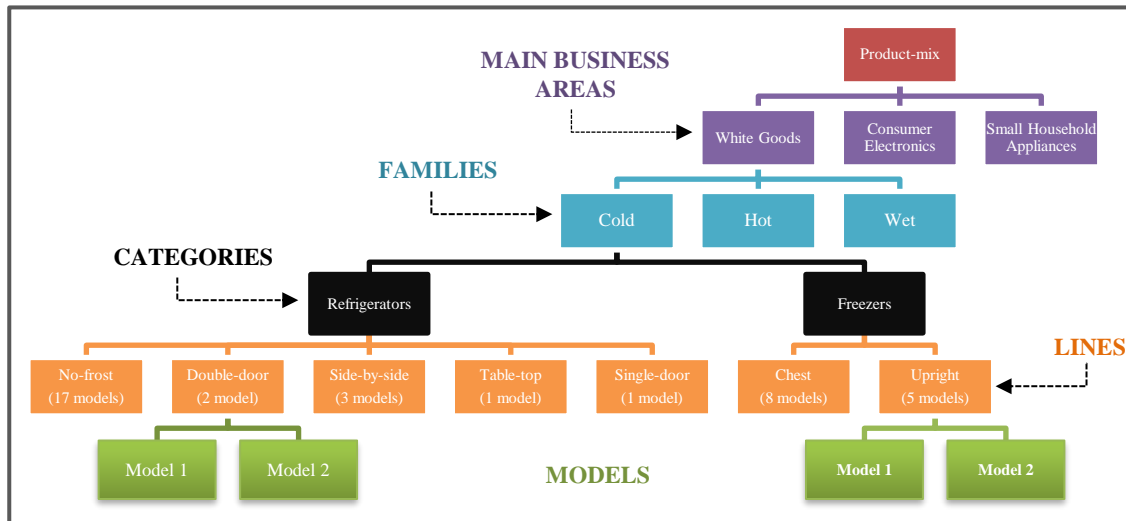 Product-mix
MAIN BUSINESS
AREAS
White Goods
Consumer
Electronics
Small Household
Appliances
FAMILIES
Cold
Hot
Wet
CATEGORIES
Refrigerators
Freezers
LINES
No-frost
(17 models)
Double-door
(2 model)
Side-by-side
(3 models)
Table-top
(1 model)
Single-door
(1 model)
Chest
(8 models)
Upright
(5 models)
Model 1
Model 2
MODELS
Model 1
Model 2